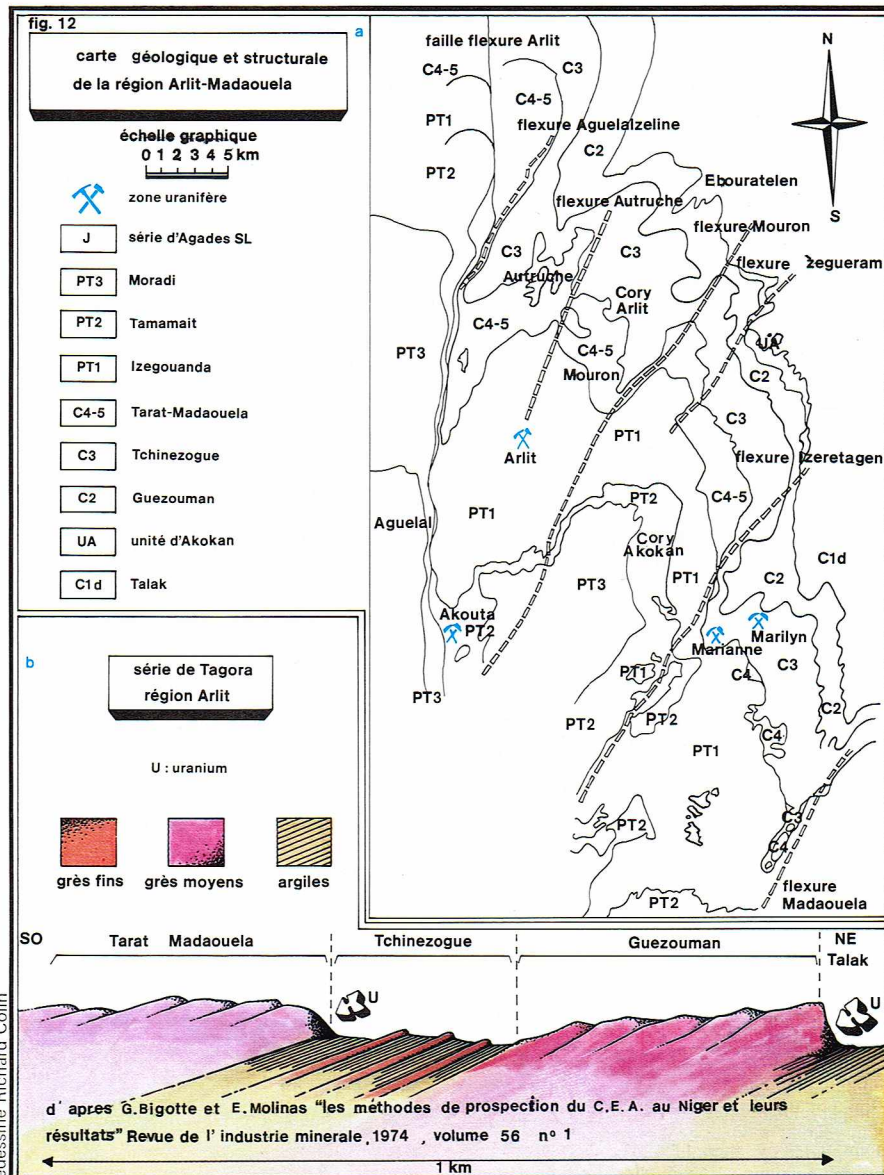 fig. 12
a
carte géologique et structurale
de la région Arlit-Madaouela
échelle graphique
0 1 2 3 4 5 km
zone uranifère
J série d'Agades SL
PT3 Moradi
PT2 Tamamait
PT1 Izegouanda
C4-5 Tarat-Madaouela
C3 Tchinezogue
C2 Guezouman
UA unité d'Akokan
C1d Talak
faille flexure Arlit
C4-5
C3
N
C4-5
PT1
flexure Aguelalzeline
C2
PT2
Ebouratelen
S
flexure Autruche
flexure Mouron
C3
C3
flexure Izegueram
Autruche
Cory
Arlit
C4-5
UA
PT3
C4-5
C2
Mouron
C3
PT1
Arlit
flexure Izeretagen
PT2
C4-5
Aguelal
PT1
Cory
Akokan
C1d
PT3
PT1
C2
Akouta
PT2
Marilyn
Marianne
C3
PT1
C4
PT3
C2
PT2
PT2
C4
PT1
C3
PT2
C4
flexure
Madaouela
PT2
b
série de Tagora
région Arlit
U : uranium
grès fins grès moyens argiles
SO Tarat Madaouela Tchinezogue Guezouman NE
Talak
U
U
d'apres G.Bigotte et E.Molinas "les méthodes de prospection du C.E.A. au Niger et leurs
résultats" Revue de l'industrie minerale, 1974 , volume 56 n° 1
1 km
Richard Colin